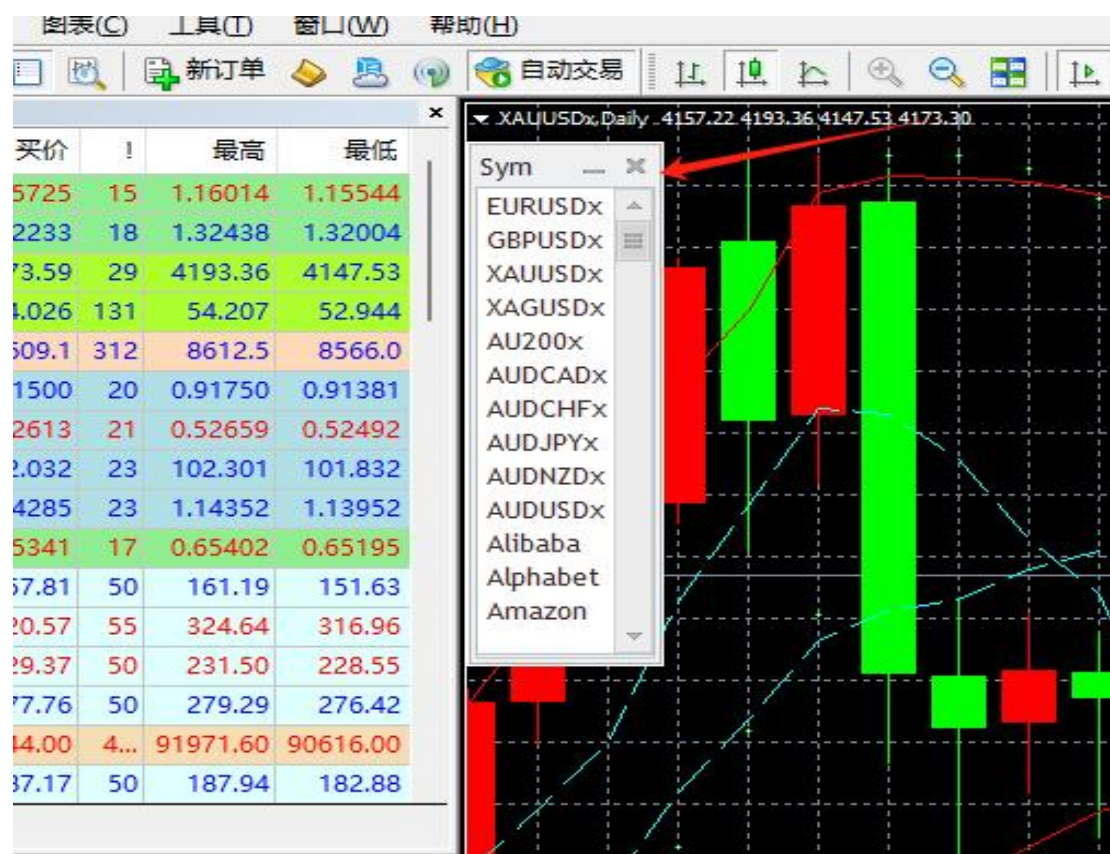 图表(C) 工具(T) 窗口(W) 帮助(H)
新订单 自动交易
XAUUSDx,Daily 4157.22 4193.36 4147.53 4173.30
买价 ! 最高 最低
5725 15 1.16014 1.15544
2233 18 1.32438 1.32004
73.59 29 4193.36 4147.53
4.026 131 54.207 52.944
609.1 312 8612.5 8566.0
1500 20 0.91750 0.91381
2613 21 0.52659 0.52492
2.032 23 102.301 101.832
4285 23 1.14352 1.13952
5341 17 0.65402 0.65195
57.81 50 161.19 151.63
20.57 55 324.64 316.96
29.37 50 231.50 228.55
77.76 50 279.29 276.42
44.00 4... 91971.60 90616.00
37.17 50 187.94 182.88
Sym
EURUSDx
GBPUSDx
XAUUSDx
XAGUSDx
AU200x
AUDCADx
AUDCHFx
AUDJPYx
AUDNZDx
AUDUSDx
Alibaba
Alphabet
Amazon